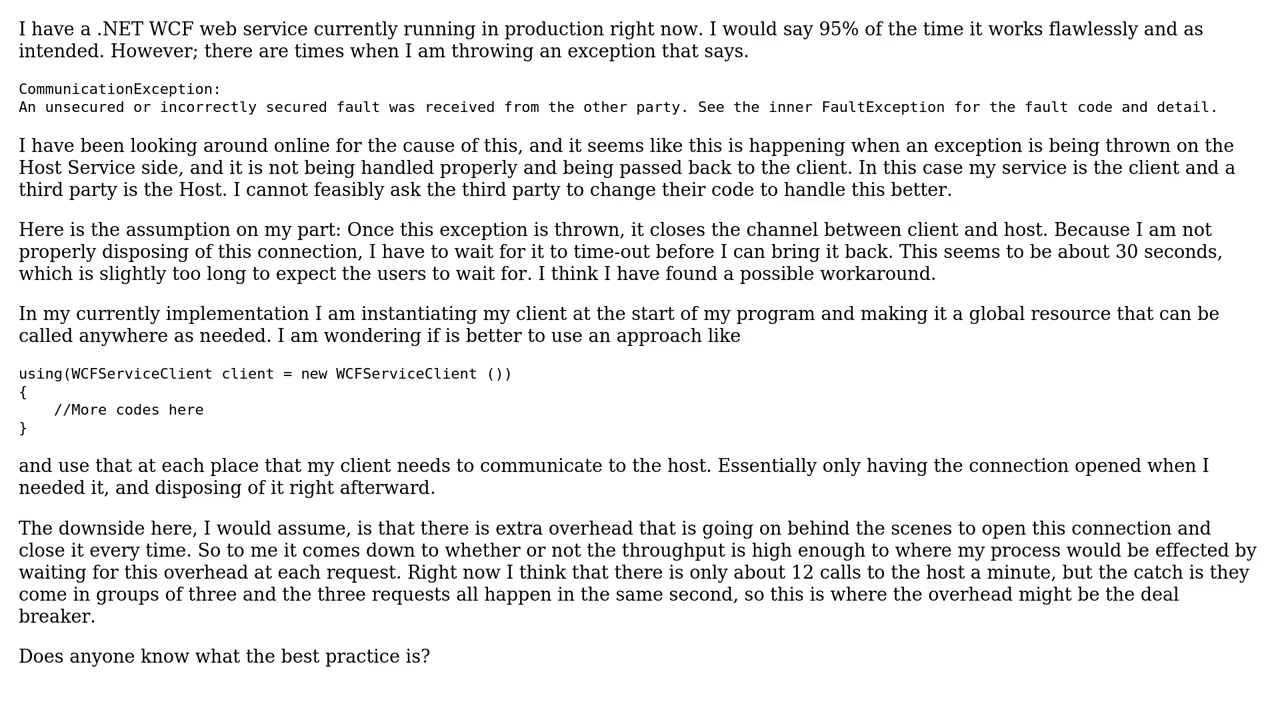 I have a .NET WCF web service currently running in production right now. I would say 95% of the time it works flawlessly and as
intended. However; there are times when I am throwing an exception that says.
CommunicationException:
An unsecured or incorrectly secured fault was received from the other party. See the inner FaultException for the fault code and detail.
I have been looking around online for the cause of this, and it seems like this is happening when an exception is being thrown on the
Host Service side, and it is not being handled properly and being passed back to the client. In this case my service is the client and a
third party is the Host. I cannot feasibly ask the third party to change their code to handle this better.
Here is the assumption on my part: Once this exception is thrown, it closes the channel between client and host. Because I am not
properly disposing of this connection, I have to wait for it to time-out before I can bring it back. This seems to be about 30 seconds,
which is slightly too long to expect the users to wait for. I think I have found a possible workaround.
In my currently implementation I am instantiating my client at the start of my program and making it a global resource that can be
called anywhere as needed. I am wondering if is better to use an approach like
using(WCFServiceClient client = new WCFServiceClient ())
{
    //More codes here
}
and use that at each place that my client needs to communicate to the host. Essentially only having the connection opened when I
needed it, and disposing of it right afterward.
The downside here, I would assume, is that there is extra overhead that is going on behind the scenes to open this connection and
close it every time. So to me it comes down to whether or not the throughput is high enough to where my process would be effected by
waiting for this overhead at each request. Right now I think that there is only about 12 calls to the host a minute, but the catch is they
come in groups of three and the three requests all happen in the same second, so this is where the overhead might be the deal
breaker.
Does anyone know what the best practice is?